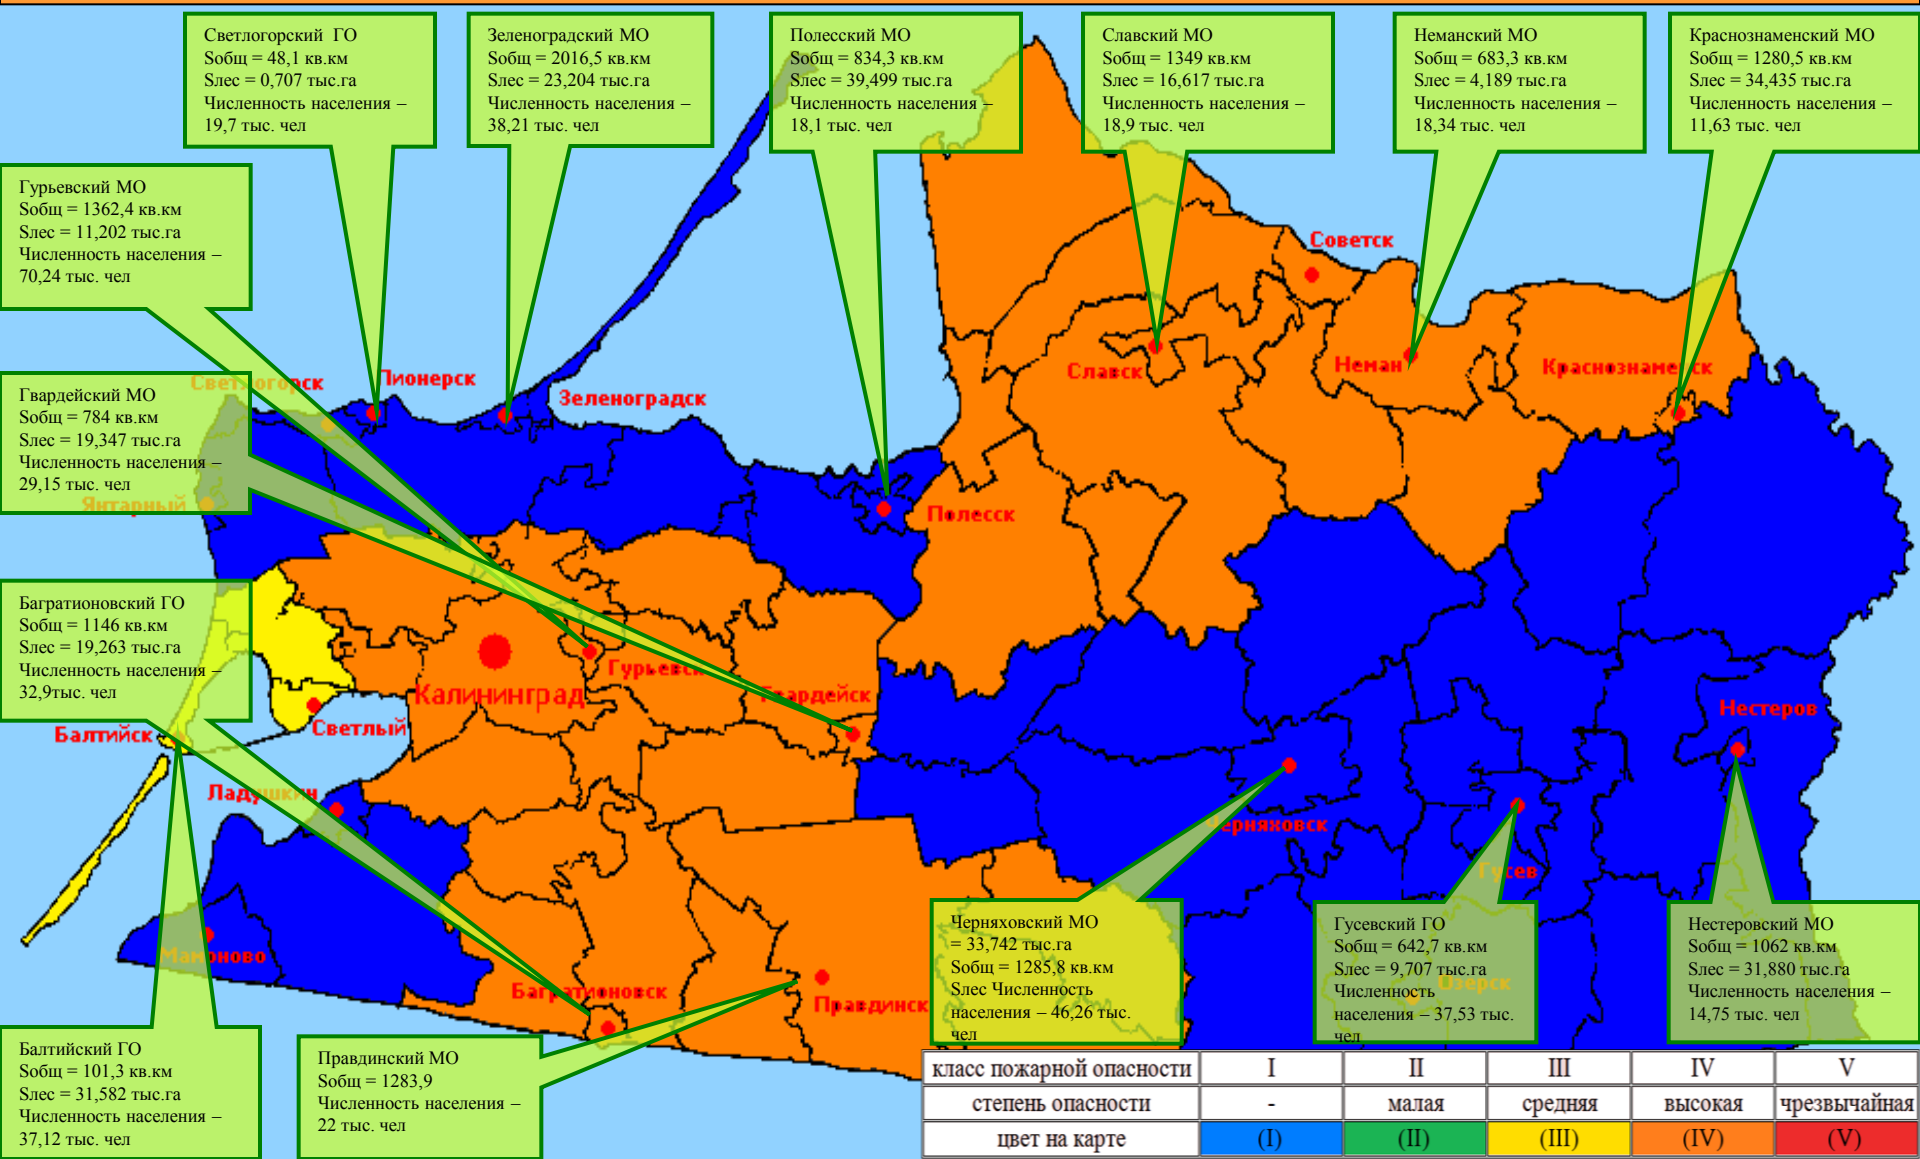 Светлогорский ГО
Sобщ = 48,1 кв.км
Sлес = 0,707 тыс.га
Численность населения –
19,7 тыс. чел
Зеленоградский МО
Sобщ = 2016,5 кв.км
Sлес = 23,204 тыс.га
Численность населения –
38,21 тыс. чел
Полесский МО
Sобщ = 834,3 кв.км
Sлес = 39,499 тыс.га
Численность населения –
18,1 тыс. чел
Славский МО
Sобщ = 1349 кв.км
Sлес = 16,617 тыс.га
Численность населения –
18,9 тыс. чел
Неманский МО
Sобщ = 683,3 кв.км
Sлес = 4,189 тыс.га
Численность населения –
18,34 тыс. чел
Краснознаменский МО
Sобщ = 1280,5 кв.км
Sлес = 34,435 тыс.га
Численность населения –
11,63 тыс. чел
Гурьевский МО
Sобщ = 1362,4 кв.км
Sлес = 11,202 тыс.га
Численность населения –
70,24 тыс. чел
Советск
Славск
Неман
Краснознаменск
Светлогорск
Пионерск
Зеленоградск
Гвардейский МО
Sобщ = 784 кв.км
Sлес = 19,347 тыс.га
Численность населения –
29,15 тыс. чел
Янтарный
Полесск
Багратионовский ГО
Sобщ = 1146 кв.км
Sлес = 19,263 тыс.га
Численность населения –
32,9тыс. чел
Гурьевск
Калининград
Гвардейск
Нестеров
Балтийск
Светлый
Ладушкин
Черняховск
Гусев
Мамоново
Багратионовск
Правдинск
Озерск
Черняховский МО
= 33,742 тыс.га
Sобщ = 1285,8 кв.км
Sлес Численность
населения – 46,26 тыс.
чел
Гусевский ГО
Sобщ = 642,7 кв.км
Sлес = 9,707 тыс.га
Численность
населения – 37,53 тыс.
чел
Нестеровский МО
Sобщ = 1062 кв.км
Sлес = 31,880 тыс.га
Численность населения –
14,75 тыс. чел
Балтийский ГО
Sобщ = 101,3 кв.км
Sлес = 31,582 тыс.га
Численность населения –
37,12 тыс. чел
Правдинский МО
Sобщ = 1283,9
Численность населения –
22 тыс. чел
класс пожарной опасности I II III IV V
степень опасности - малая средняя высокая чрезвычайная
цвет на карте (I) (II) (III) (IV) (V)